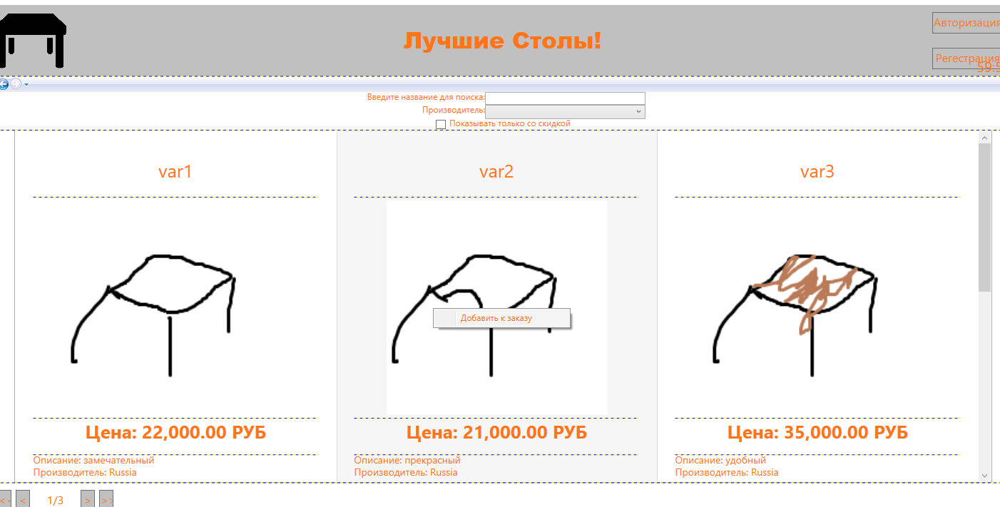 Лучшие Столы!
Авторизация
Регестрация
59:5
Введите название для поиска:
Производитель:
Показывать только со скидкой
var1
var2
var3
Добавить к заказу
Цена: 22,000.00 РУБ
Цена: 21,000.00 РУБ
Цена: 35,000.00 РУБ
Описание: замечательный
Производитель: Russia
Описание: прекрасный
Производитель: Russia
Описание: удобный
Производитель: Russia
<< < 1/3 > >>